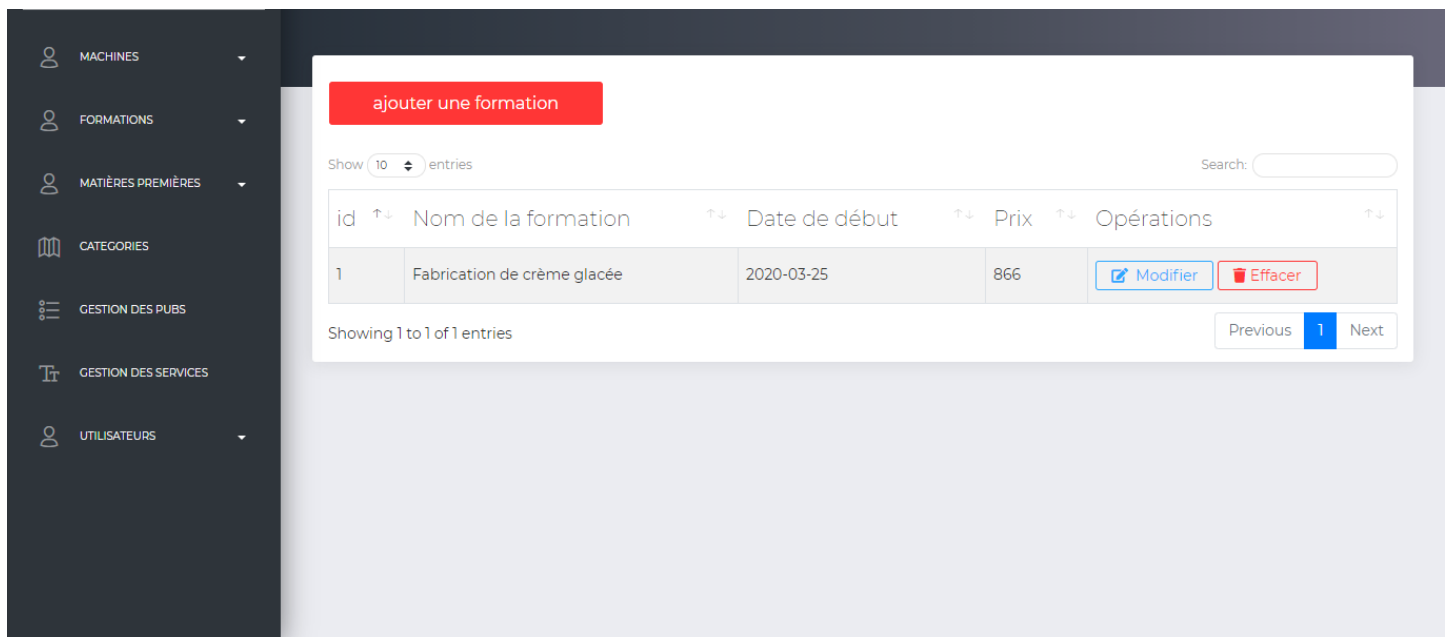 MACHINES
FORMATIONS
MATIÈRES PREMIÈRES
CATEGORIES
GESTION DES PUBS
GESTION DES SERVICES
UTILISATEURS
ajouter une formation
Show 10 entries
Search:
id Nom de la formation Date de début Prix Opérations
1 Fabrication de crème glacée 2020-03-25 866 Modifier Effacer
Showing 1 to 1 of 1 entries
Previous 1 Next